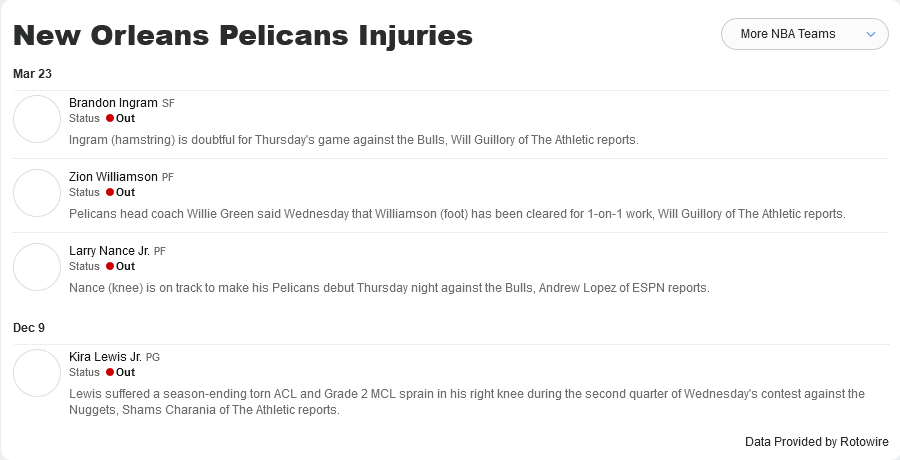 New Orleans Pelicans Injuries
More NBA Teams
Mar 23
Brandon Ingram SF
Status Out
Ingram (hamstring) is doubtful for Thursday's game against the Bulls, Will Guillory of The Athletic reports.
Zion Williamson PF
Status Out
Pelicans head coach Willie Green said Wednesday that Williamson (foot) has been cleared for 1-on-1 work, Will Guillory of The Athletic reports.
Larry Nance Jr. PF
Status Out
Nance (knee) is on track to make his Pelicans debut Thursday night against the Bulls, Andrew Lopez of ESPN reports.
Dec 9
Kira Lewis Jr. PG
Status Out
Lewis suffered a season-ending torn ACL and Grade 2 MCL sprain in his right knee during the second quarter of Wednesday's contest against the
Nuggets, Shams Charania of The Athletic reports.
Data Provided by Rotowire